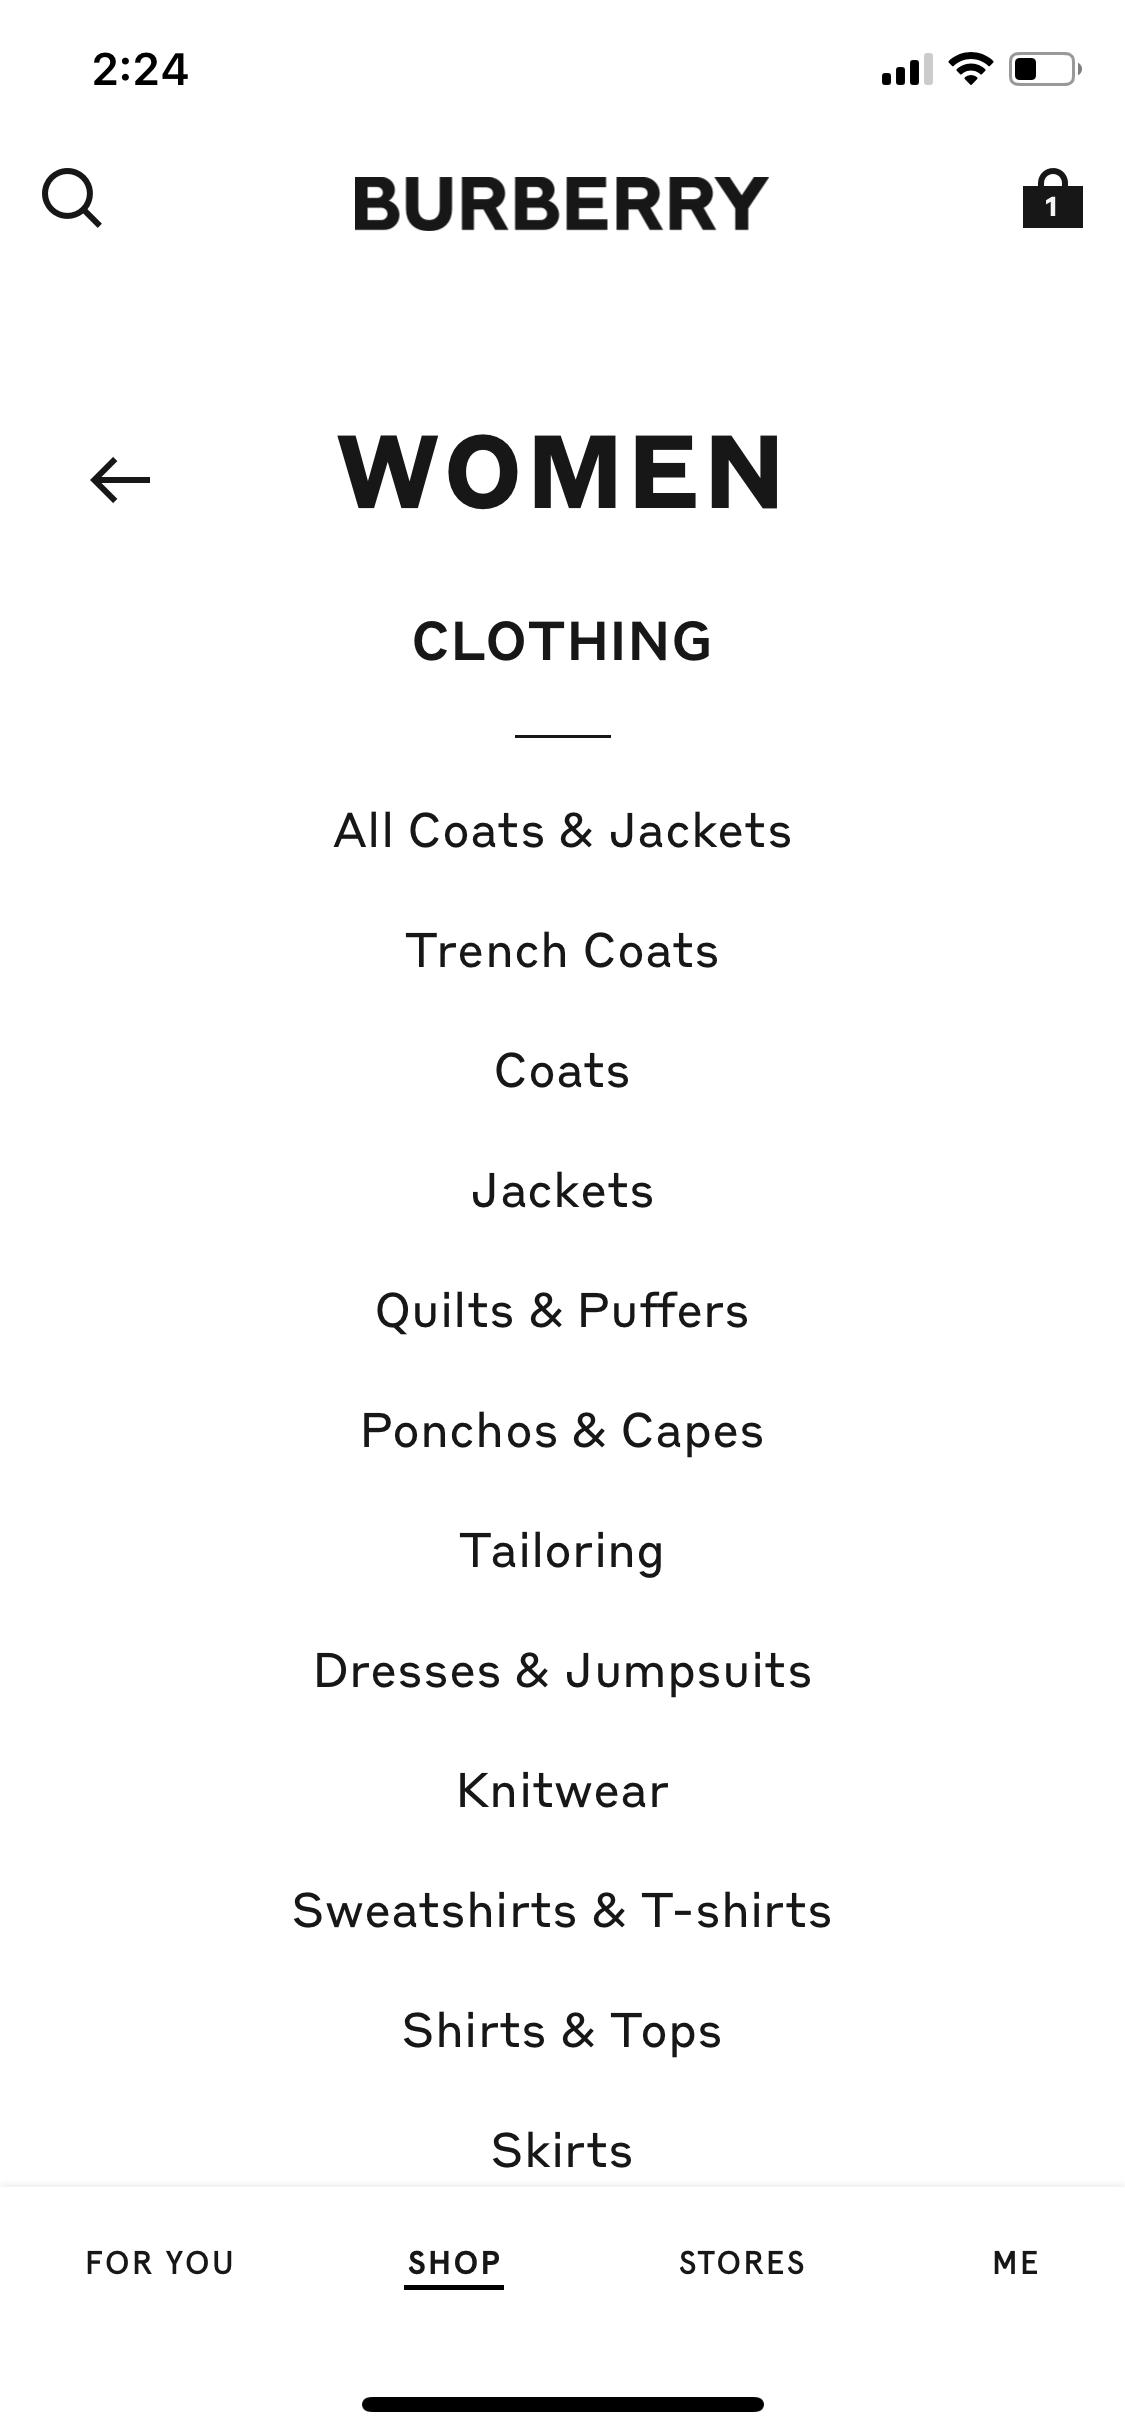 2:24
BURBERRY
1
WOMEN
CLOTHING
All Coats & Jackets
Trench Coats
Coats
Jackets
Quilts & Puffers
Ponchos & Capes
Tailoring
Dresses & Jumpsuits
Knitwear
Sweatshirts & T-shirts
Shirts & Tops
Skirts
FOR YOU SHOP STORES ME